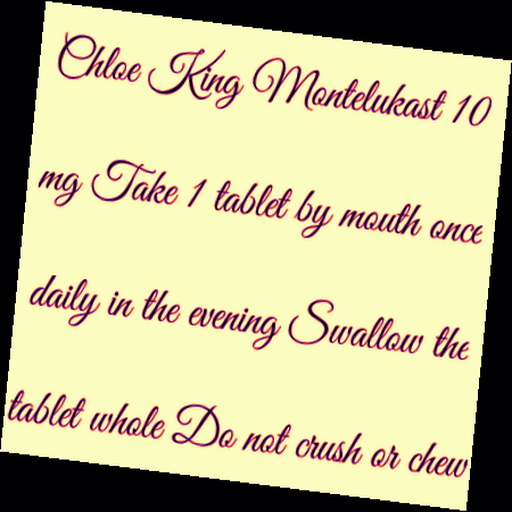 Chloe King Montelukast 10
mg Take 1 tablet by mouth once
daily in the evening Swallow the
tablet whole Do not crush or chew